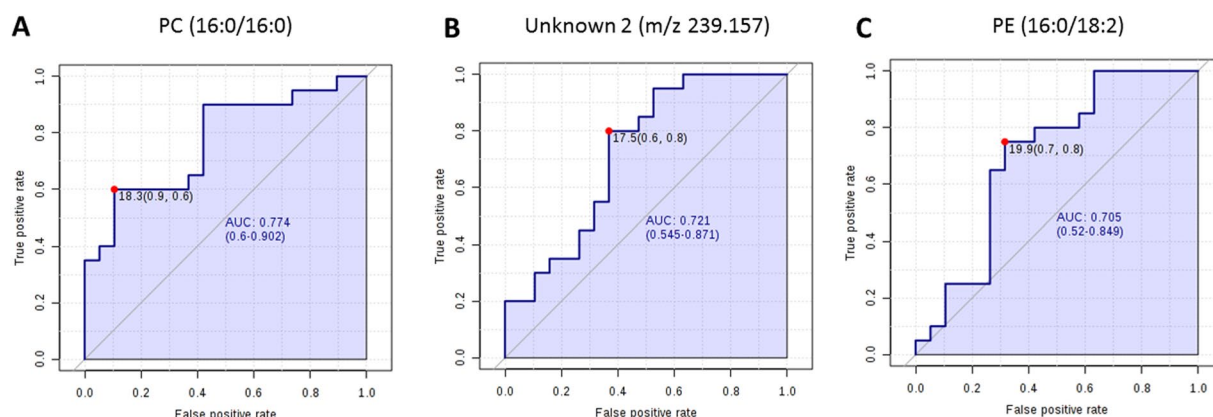 A
PC (16:0/16:0)
True positive rate
1.0
0.8
0.6
0.4
0.2
0.0
18.3(0.9, 0.6)
AUC: 0.774
(0.6-0.902)
0.0 0.2 0.4 0.6 0.8 1.0
False positive rate
B
Unknown 2 (m/z 239.157)
True positive rate
1.0
0.8
0.6
0.4
0.2
0.0
17.5(0.6, 0.8)
AUC: 0.721
(0.545-0.871)
0.0 0.2 0.4 0.6 0.8 1.0
False positive rate
C
PE (16:0/18:2)
True positive rate
1.0
0.8
0.6
0.4
0.2
0.0
19.9(0.7, 0.8)
AUC: 0.705
(0.52-0.849)
0.0 0.2 0.4 0.6 0.8 1.0
False positive rate